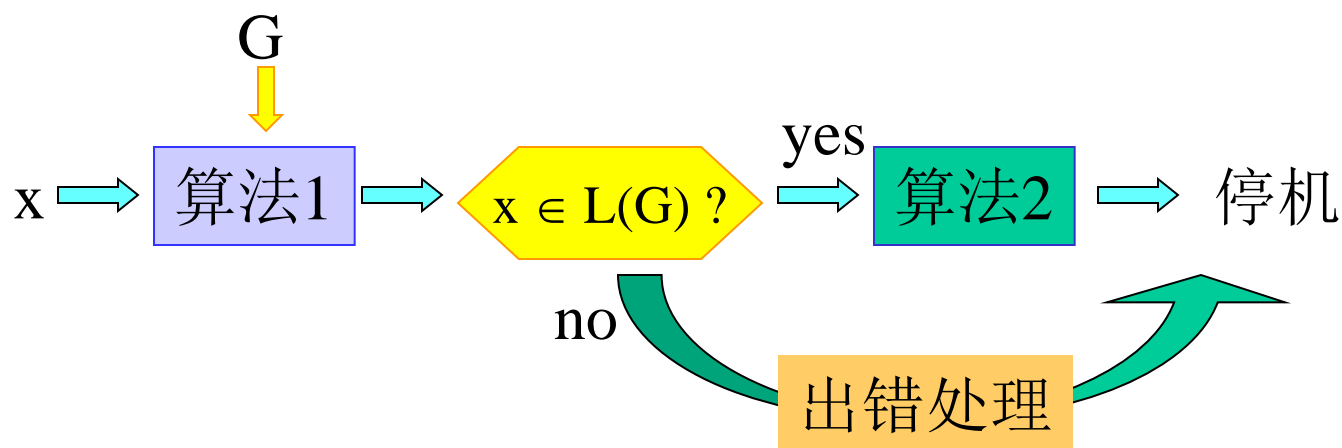 G
x
算法1
x ∈ L(G) ?
yes
算法2
停机
no
出错处理